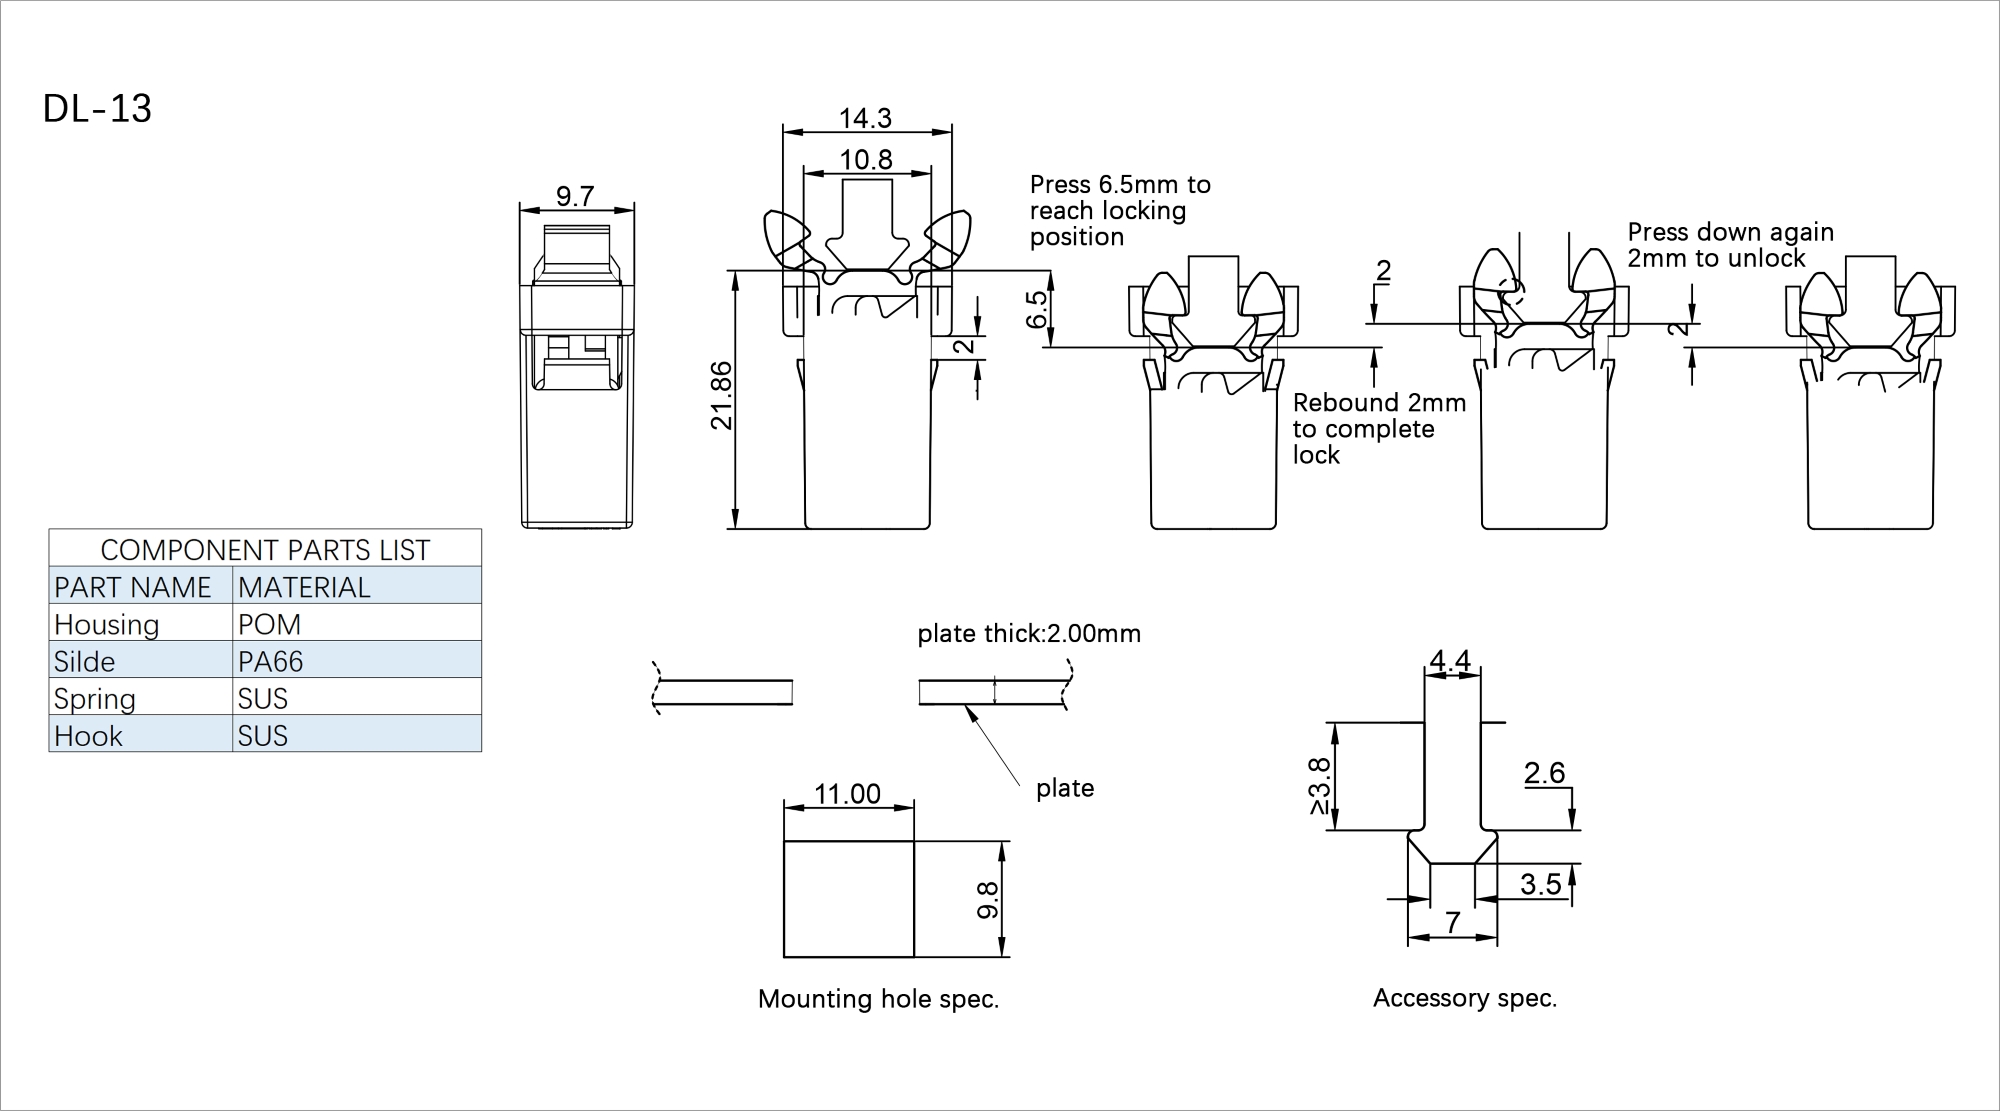 DL-13
14.3
10.8
9.7
Press 6.5mm to
reach locking
position
Press down again
2mm to unlock
2
6.5
2
2
21.86
Rebound 2mm
to complete
lock
COMPONENT PARTS LIST
PART NAME MATERIAL
Housing POM
Silde PA66
Spring SUS
Hook SUS
plate thick:2.00mm
plate
11.00
9.8
Mounting hole spec.
4.4
≥3.8
2.6
3.5
7
Accessory spec.